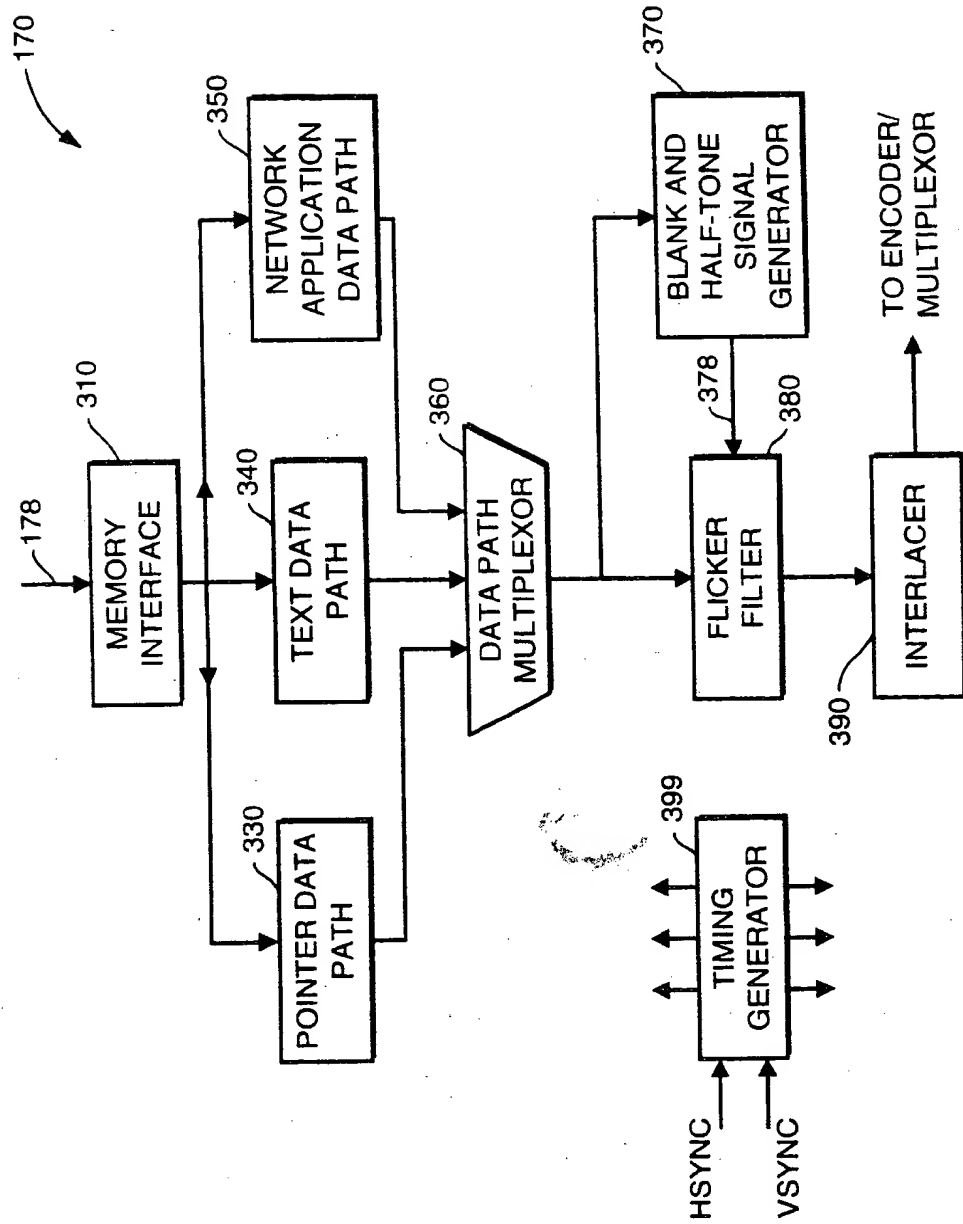 170
178
310
MEMORY
INTERFACE
330
POINTER DATA
PATH
340
TEXT DATA
PATH
350
NETWORK
APPLICATION
DATA PATH
360
DATA PATH
MULTIPLEXOR
370
BLANK AND
HALF-TONE
SIGNAL
GENERATOR
378
380
FLICKER
FILTER
390
INTERLACER
TO ENCODER/
MULTIPLEXOR
399
TIMING
GENERATOR
HSYNC
VSYNC